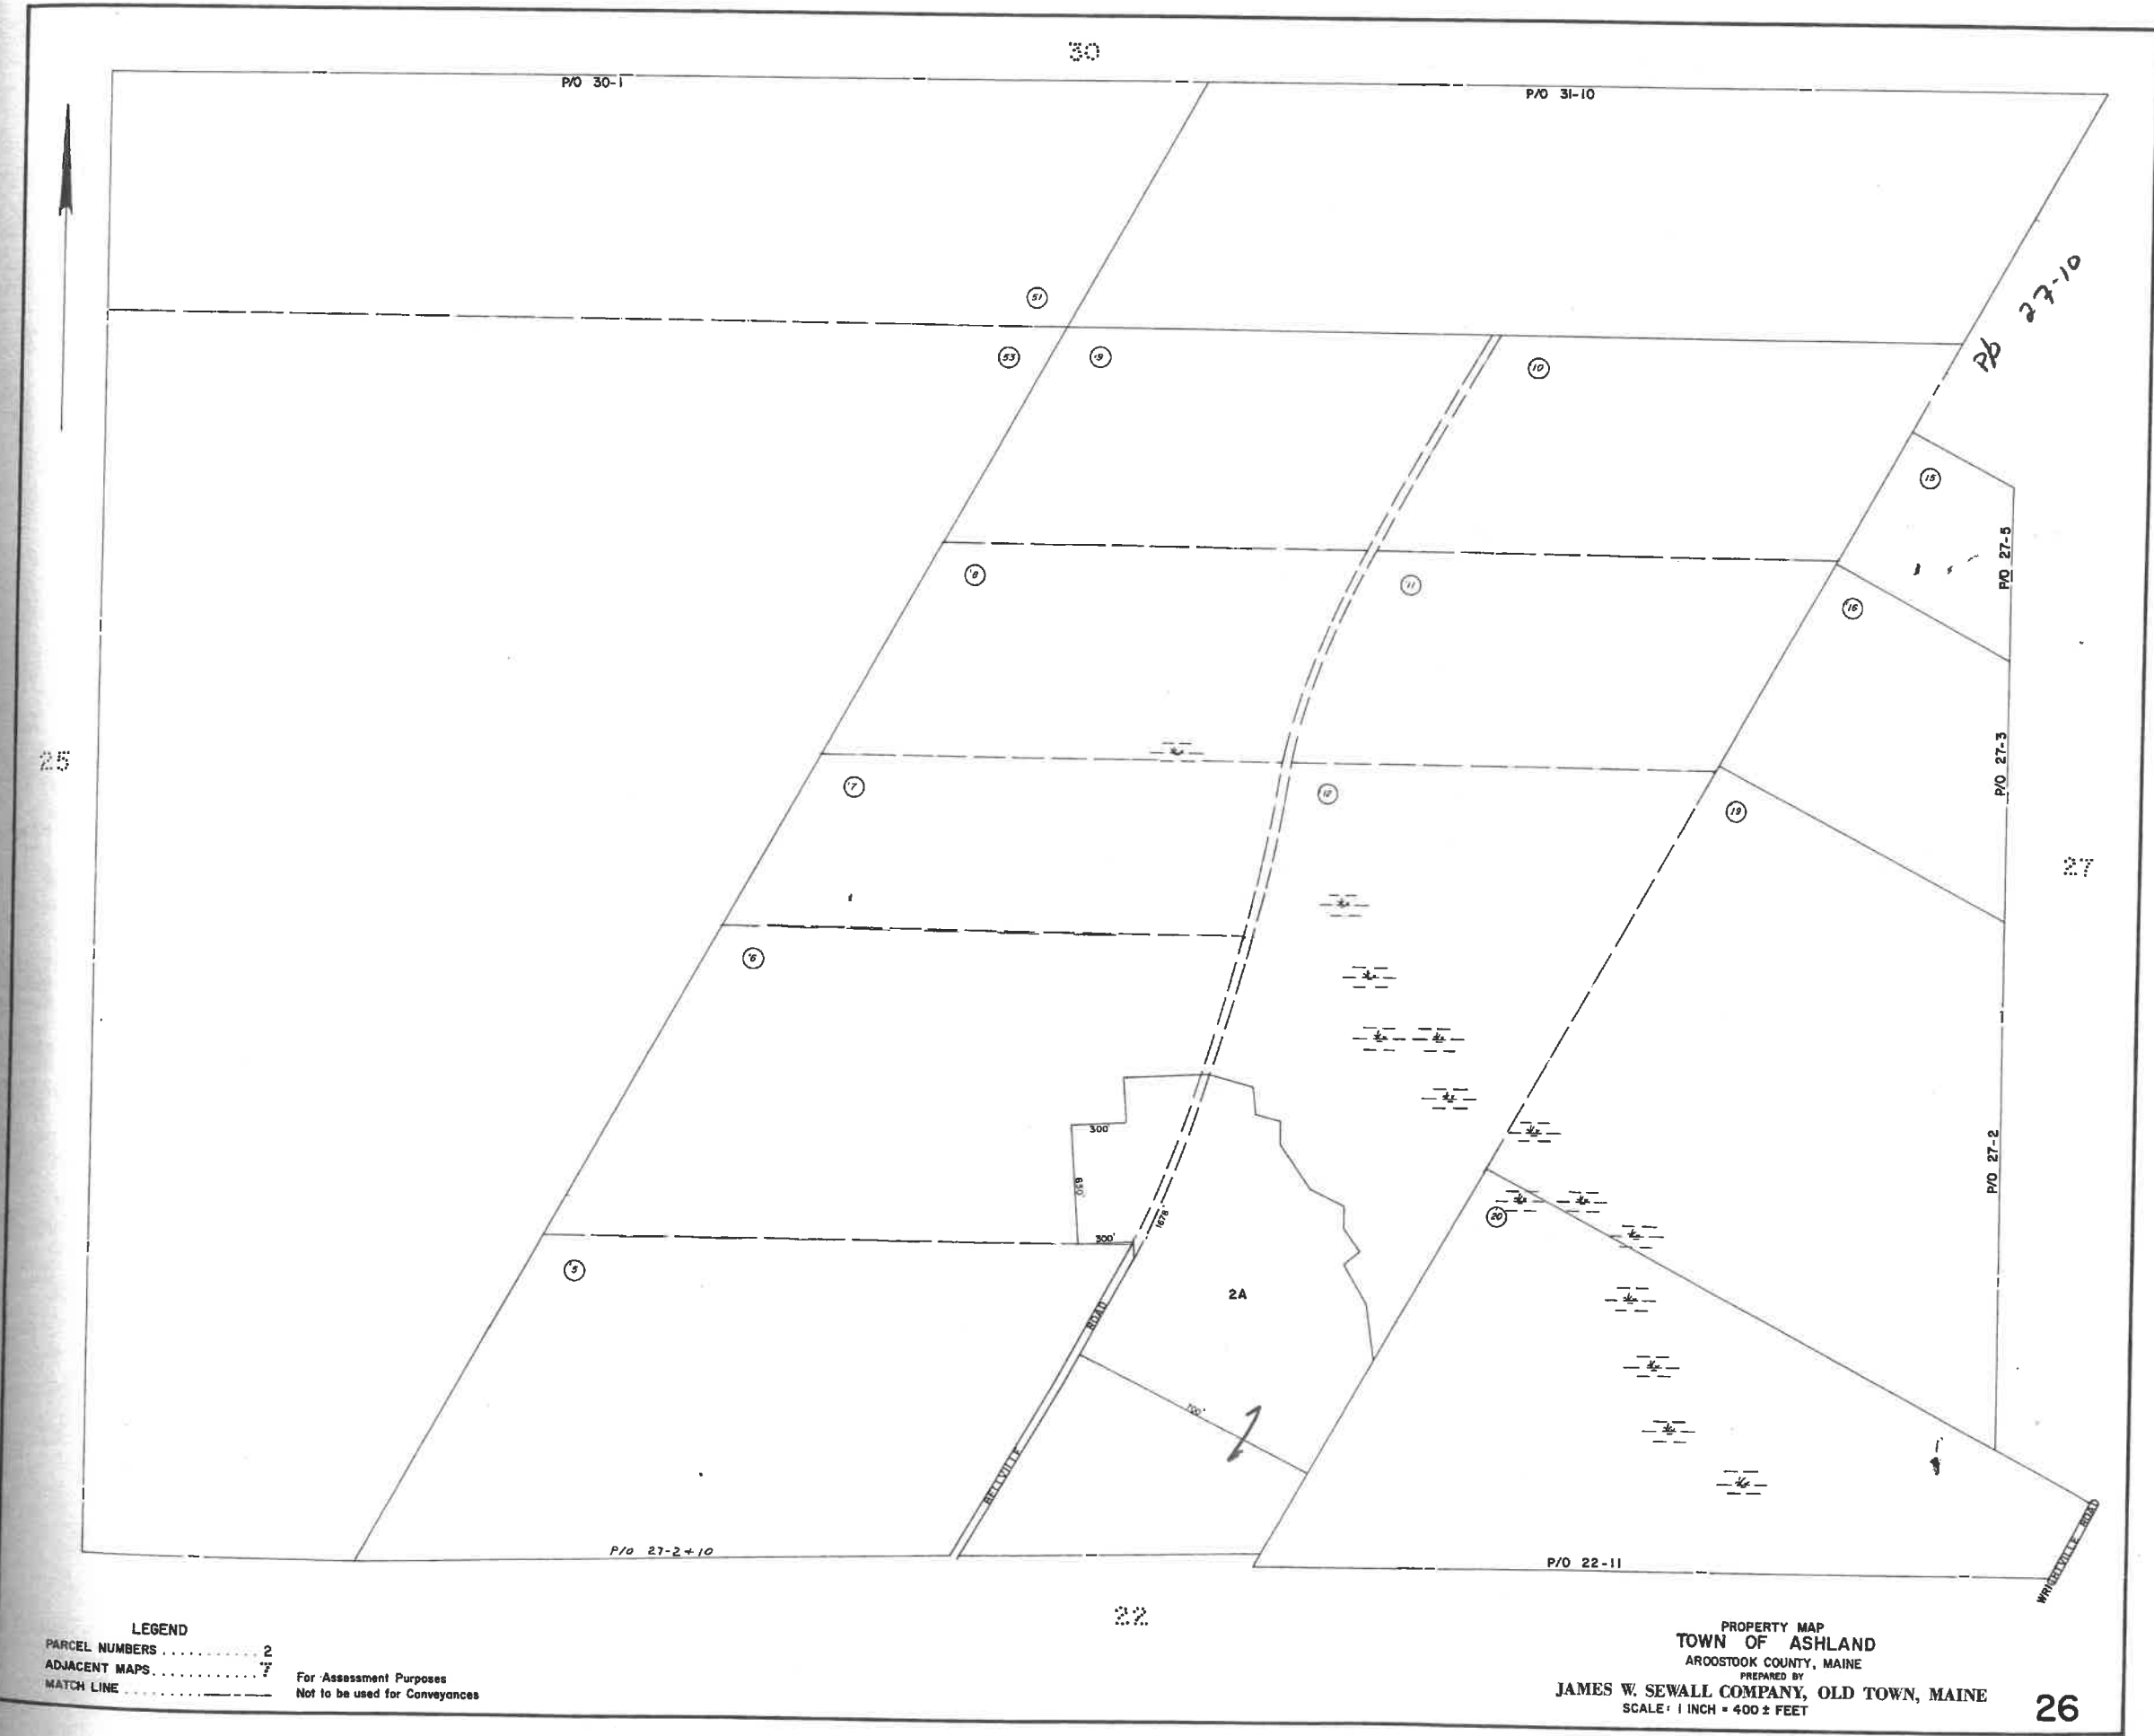 30
P/O 30-1
P/O 31-10
P/O 27-10
51
53
9
10
15
P/O 27-5
8
11
16
25
7
12
19
P/O 27-3
27
6
300'
650'
1678'
300'
20
P/O 27-2
5
2A
ROAD
700'
BELLVILLE
P/O 27-2+10
P/O 22-11
WRIGHTVILLE ROAD
22
LEGEND
PARCEL NUMBERS ............ 2
ADJACENT MAPS ............. 7
MATCH LINE
For Assessment Purposes
Not to be used for Conveyances
PROPERTY MAP
TOWN OF ASHLAND
AROOSTOOK COUNTY, MAINE
PREPARED BY
JAMES W. SEWALL COMPANY, OLD TOWN, MAINE
SCALE: 1 INCH = 400 ± FEET
26